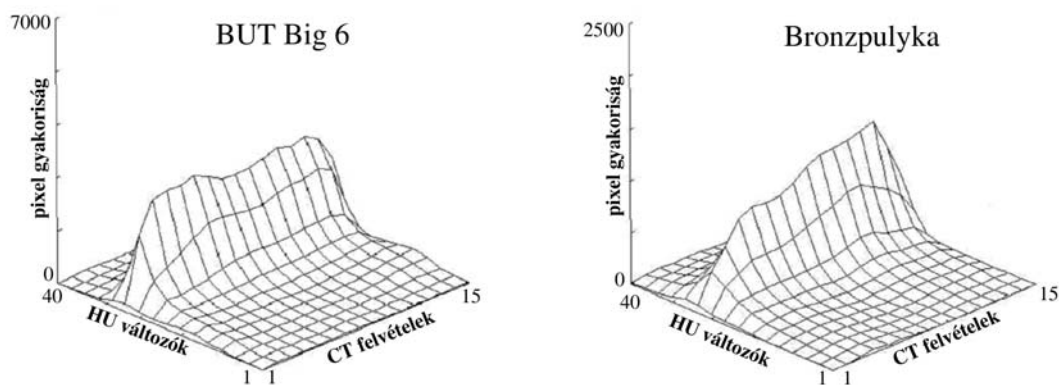 7000
BUT Big 6
pixel gyakoriság
0
40
HU változók
1
1
CT felvételek
15
2500
Bronzpulyka
pixel gyakoriság
0
40
HU változók
1
1
CT felvételek
15